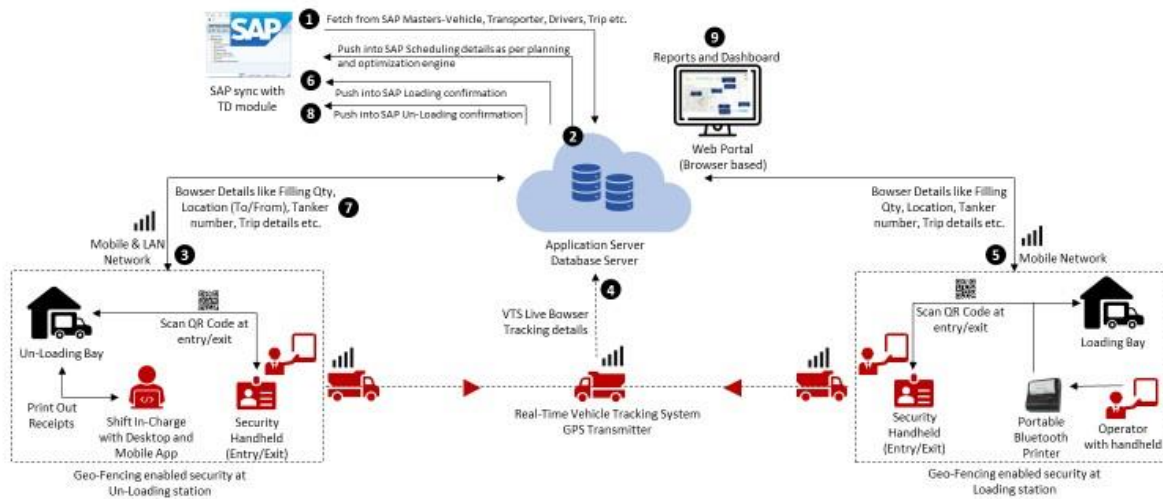 SAP
1 Fetch from SAP Masters-Vehicle, Transporter, Drivers, Trip etc.
Push into SAP Scheduling details as per planning
and optimization engine
SAP sync with
TD module
6
Push into SAP Loading confirmation
8
Push into SAP Un-Loading confirmation
2
9
Reports and Dashboard
Web Portal
(Browser based)
Bowser Details like Filling Qty,
Location (To/From), Tanker
number, Trip details etc.
7
Mobile & LAN
Network
3
Application Server
Database Server
4
VTS Live Bowser
Tracking details
Bowser Details like Filling
Qty, Location, Tanker
number, Trip details etc.
5
Mobile Network
Scan QR Code at
entry/exit
Un-Loading Bay
Print Out
Receipts
Shift In-Charge
with Desktop and
Mobile App
Security
Handheld
(Entry/Exit)
Geo-Fencing enabled security at
Un-Loading station
Real-Time Vehicle Tracking System
GPS Transmitter
Scan QR Code at
entry/exit
Loading Bay
Security
Handheld
(Entry/Exit)
Portable
Bluetooth
Printer
Operator
with handheld
Geo-Fencing enabled security at
Loading station